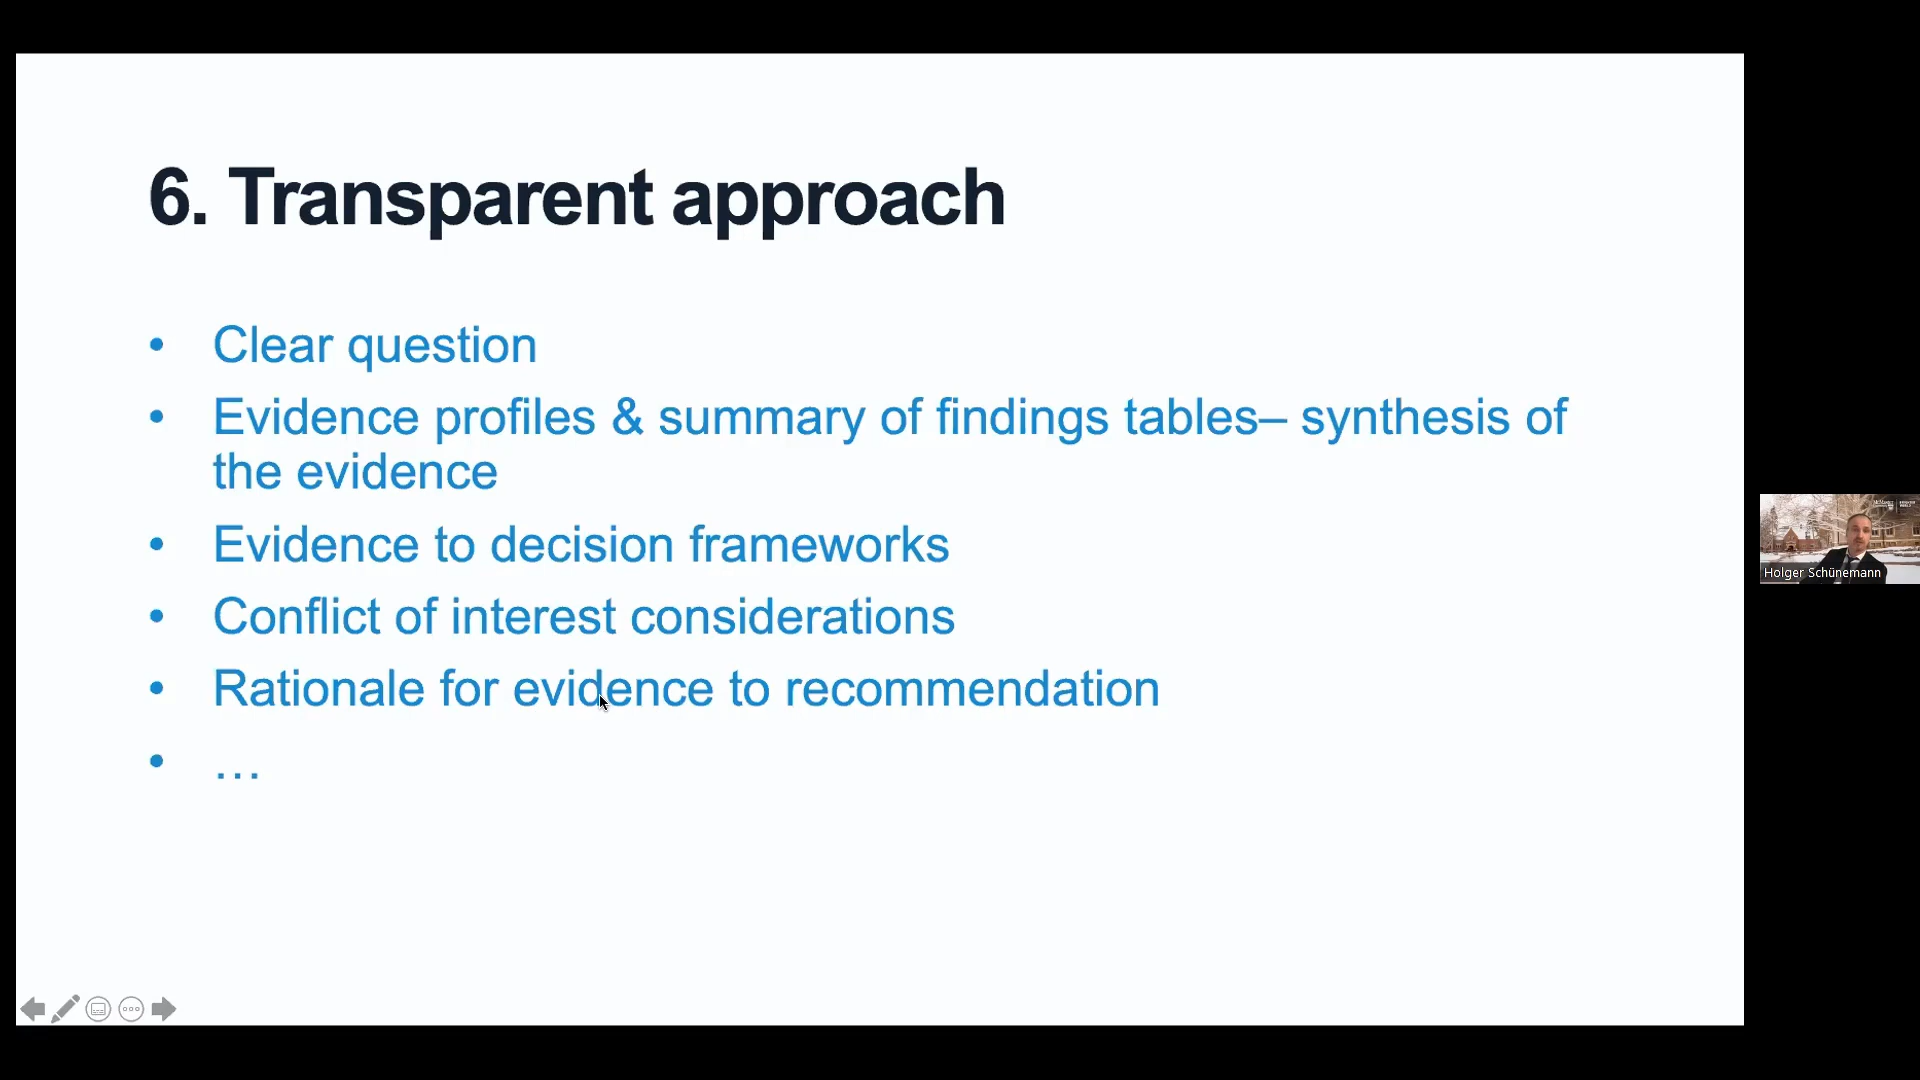 6. Transparent approach
• Clear question
• Evidence profiles & summary of findings tables– synthesis of
the evidence
• Evidence to decision frameworks
• Conflict of interest considerations
• Rationale for evidence to recommendation
• …
Holger Schünemann